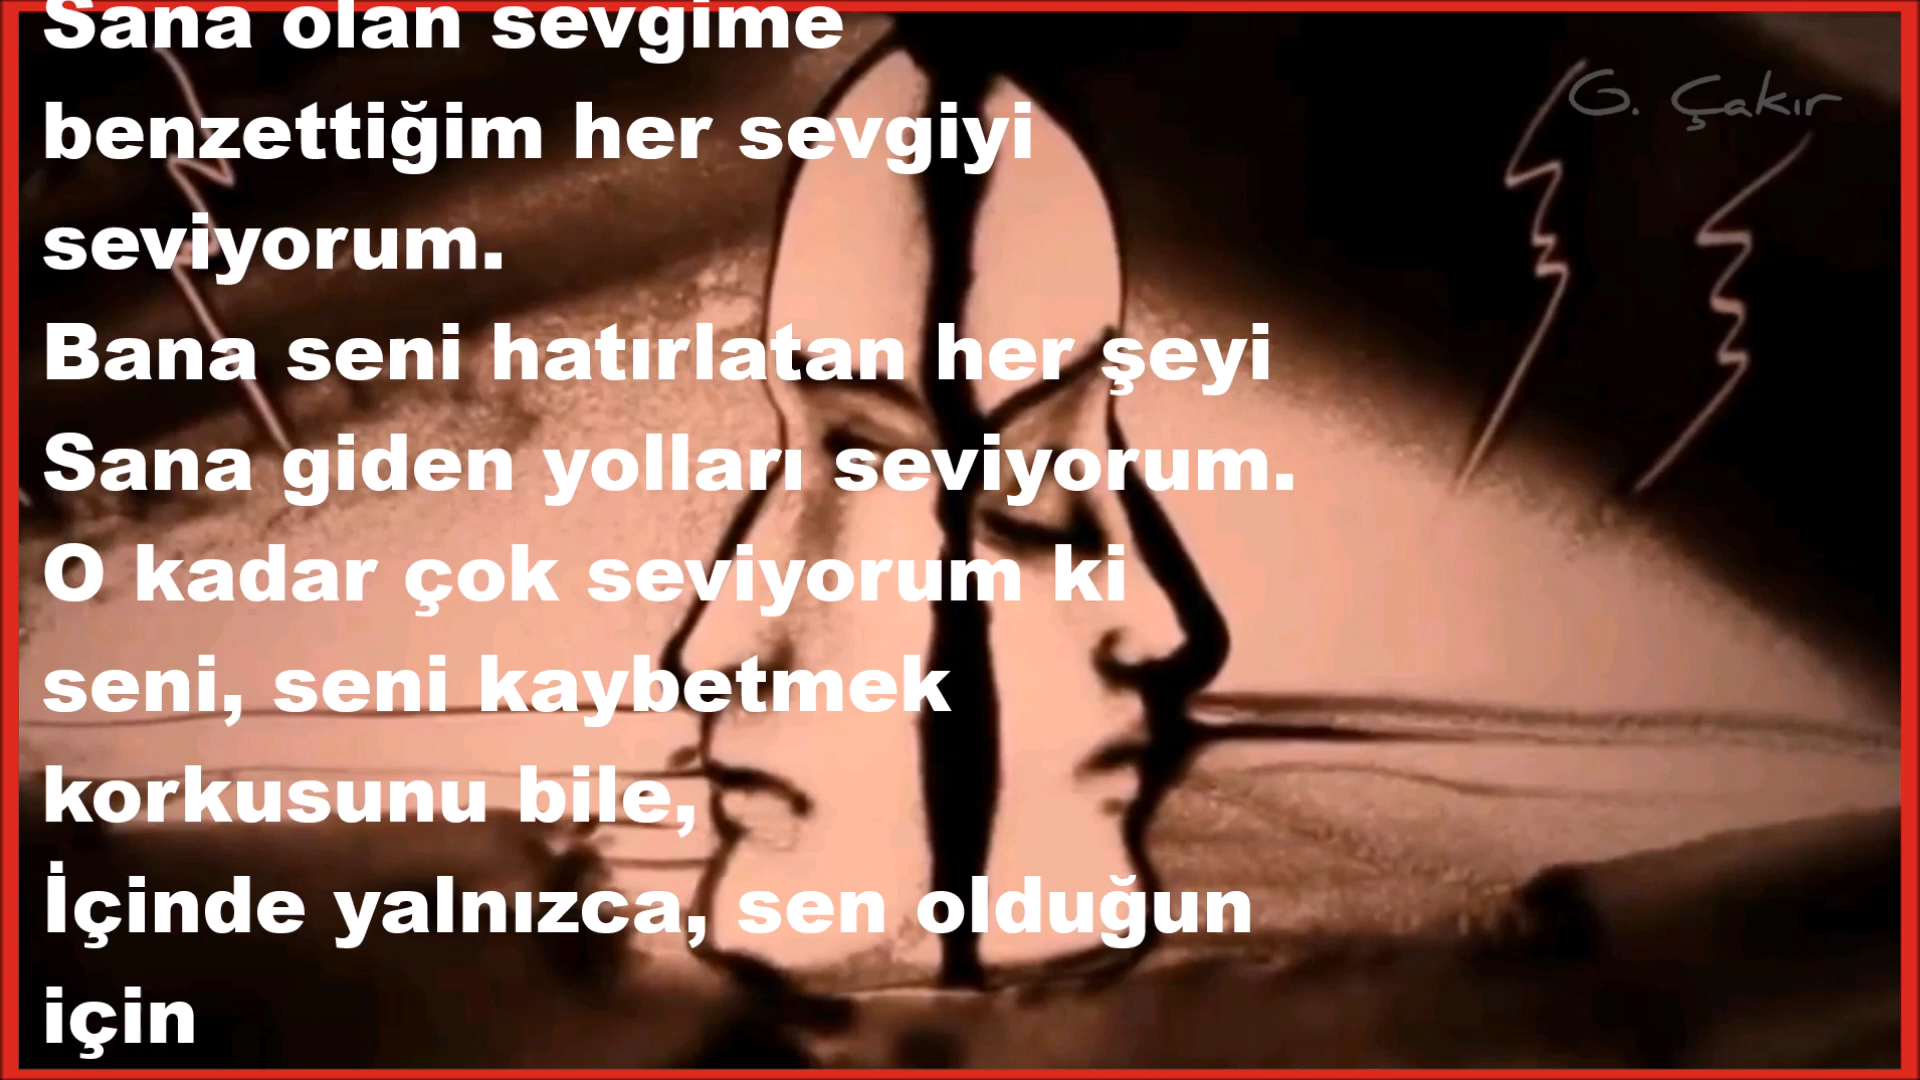 Sana olan sevgime
benzettiğim her sevgiyi
seviyorum.
Bana seni hatırlatan her şeyi
Sana giden yolları seviyorum.
O kadar çok seviyorum ki
seni, seni kaybetmek
korkusunu bile,
İçinde yalnızca, sen olduğun
için
G. Çakır